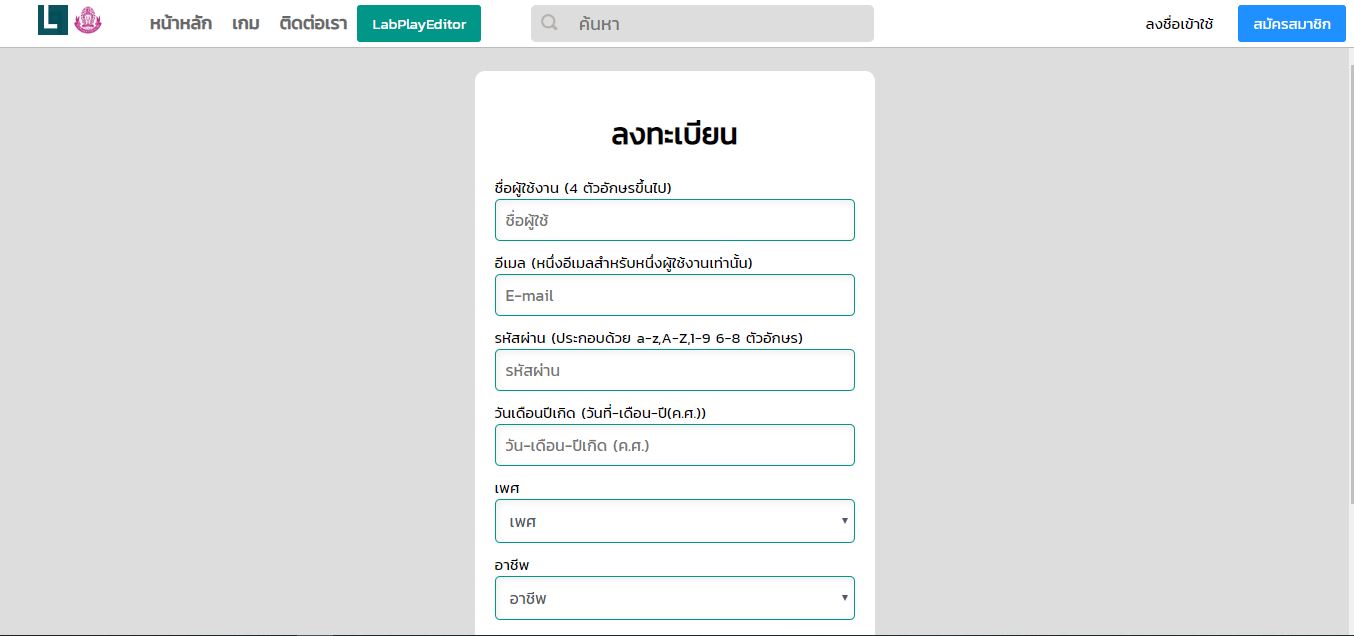 หน้าหลัก เกม ติดต่อเรา LabPlayEditor ค้นหา ลงชื่อเข้าใช้ สมัครสมาชิก
ลงทะเบียน
ชื่อผู้ใช้งาน (4 ตัวอักษรขึ้นไป)
ชื่อผู้ใช้
อีเมล (หนึ่งอีเมลสำหรับหนึ่งผู้ใช้งานเท่านั้น)
E-mail
รหัสผ่าน (ประกอบด้วย a-z,A-Z,1-9 6-8 ตัวอักษร)
รหัสผ่าน
วันเดือนปีเกิด (วันที่-เดือน-ปี(ค.ศ.))
วัน-เดือน-ปีเกิด (ค.ศ.)
เพศ
เพศ
อาชีพ
อาชีพ